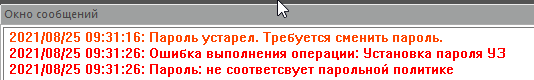 Окно сообщений
2021/08/25 09:31:16: Пароль устарел. Требуется сменить пароль.
2021/08/25 09:31:26: Ошибка выполнения операции: Установка пароля УЗ
2021/08/25 09:31:26: Пароль: не соответсвует парольной политике